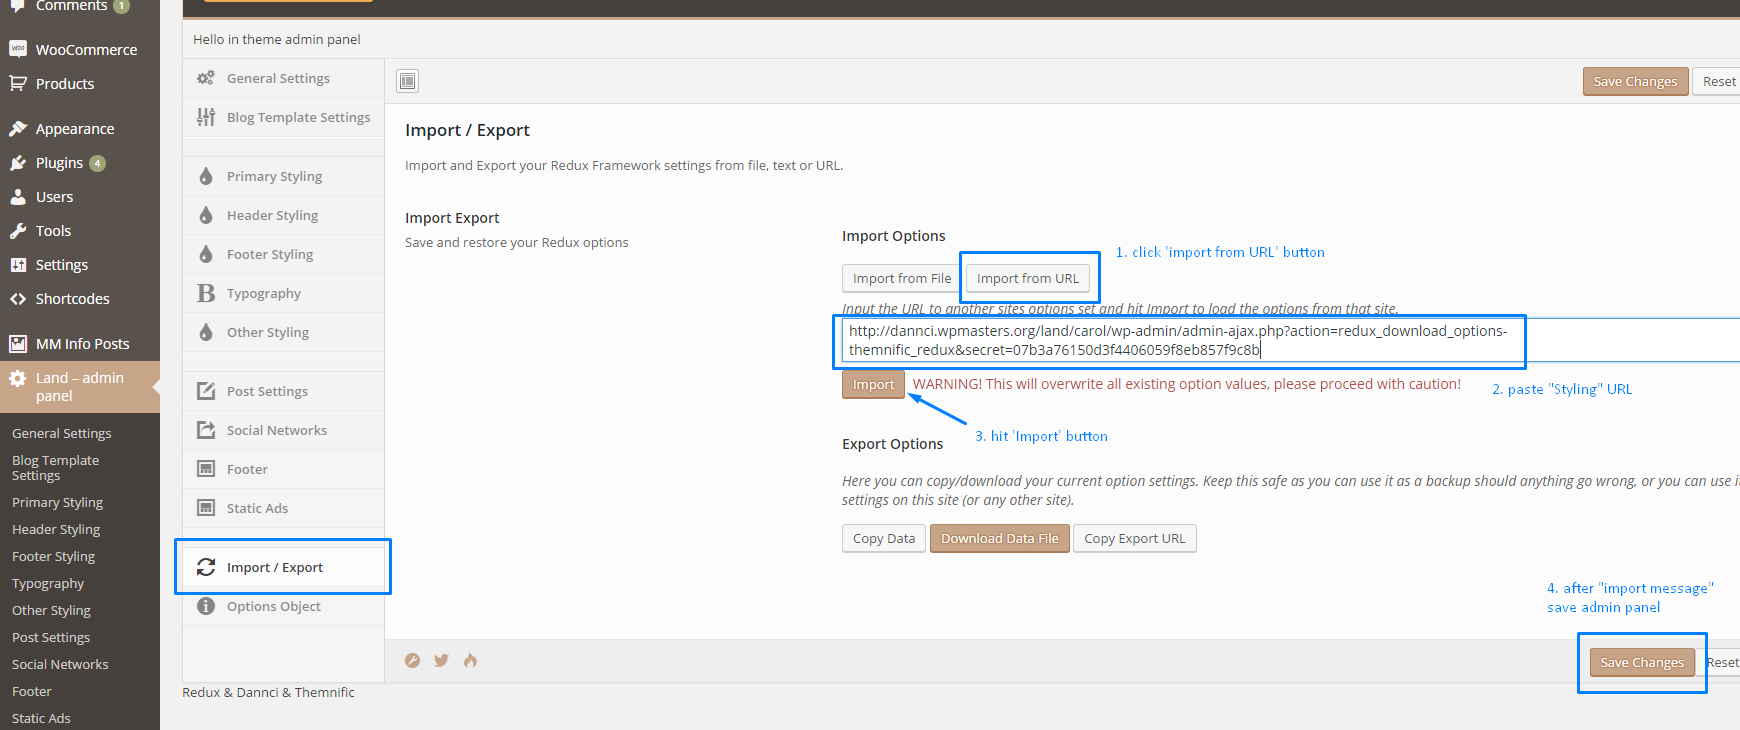 Comments 1
WooCommerce
Products
Appearance
Plugins 4
Users
Tools
Settings
Shortcodes
MM Info Posts
Land – admin
panel
General Settings
Blog Template
Settings
Primary Styling
Header Styling
Footer Styling
Typography
Other Styling
Post Settings
Social Networks
Footer
Static Ads
Hello in theme admin panel
General Settings
Blog Template Settings
Primary Styling
Header Styling
Footer Styling
Typography
Other Styling
Post Settings
Social Networks
Footer
Static Ads
Import / Export
Options Object
Save Changes
Reset
Import / Export
Import and Export your Redux Framework settings from file, text or URL.
Import Export
Save and restore your Redux options
Import Options
1. click 'import from URL' button
Import from File
Import from URL
Input the URL to another sites options set and hit Import to load the options from that site.
http://dannci.wpmasters.org/land/carol/wp-admin/admin-ajax.php?action=redux_download_options-
themnific_redux&secret=07b3a76150d3f4406059f8eb857f9c8b
Import
WARNING! This will overwrite all existing option values, please proceed with caution!
2. paste "Styling" URL
3. hit 'Import' button
Export Options
Here you can copy/download your current option settings. Keep this safe as you can use it as a backup should anything go wrong, or you can use it
settings on this site (or any other site).
Copy Data
Download Data File
Copy Export URL
4. after "import message"
save admin panel
Save Changes
Reset
Redux & Dannci & Themnific